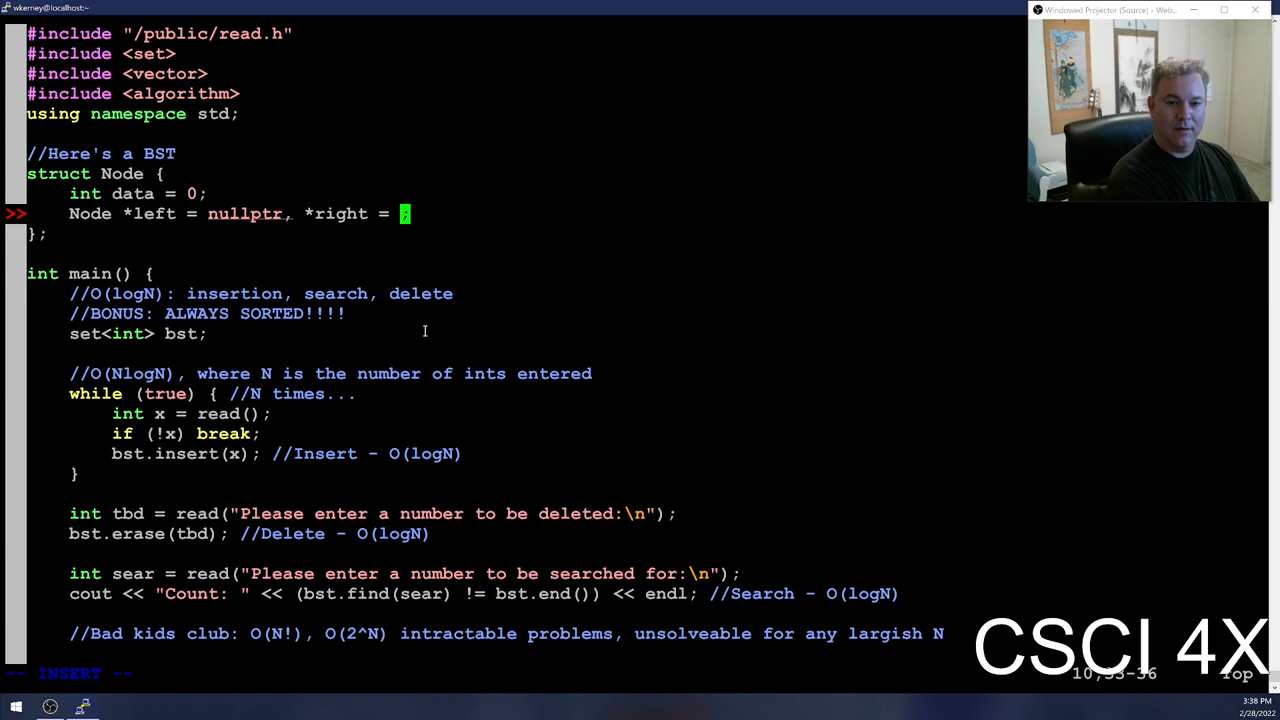 wkerney@localhost:~
Windowed Projector (Source) - Web...
#include "/public/read.h"
#include <set>
#include <vector>
#include <algorithm>
using namespace std;
//Here's a BST
struct Node {
    int data = 0;
>>    Node *left = nullptr, *right = ;
};
int main() {
    //O(logN): insertion, search, delete
    //BONUS: ALWAYS SORTED!!!!
    set<int> bst;
    //O(NlogN), where N is the number of ints entered
    while (true) { //N times...
        int x = read();
        if (!x) break;
        bst.insert(x); //Insert - O(logN)
    }
    int tbd = read("Please enter a number to be deleted:\n");
    bst.erase(tbd); //Delete - O(logN)
    int sear = read("Please enter a number to be searched for:\n");
    cout << "Count: " << (bst.find(sear) != bst.end()) << endl; //Search - O(logN)
    //Bad kids club: O(N!), O(2^N) intractable problems, unsolveable for any largish N
CSCI 4X
-- INSERT --
10,33-36
Top
3:38 PM
2/28/2022